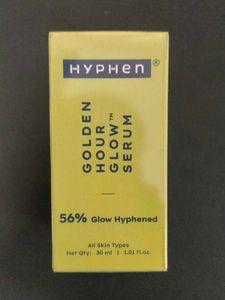 HYPHEN®
GOLDEN
HOUR
GLOW™
SERUM
56% Glow Hyphened
All Skin Types
Net Qty: 30 ml | 1.01 fl.oz.